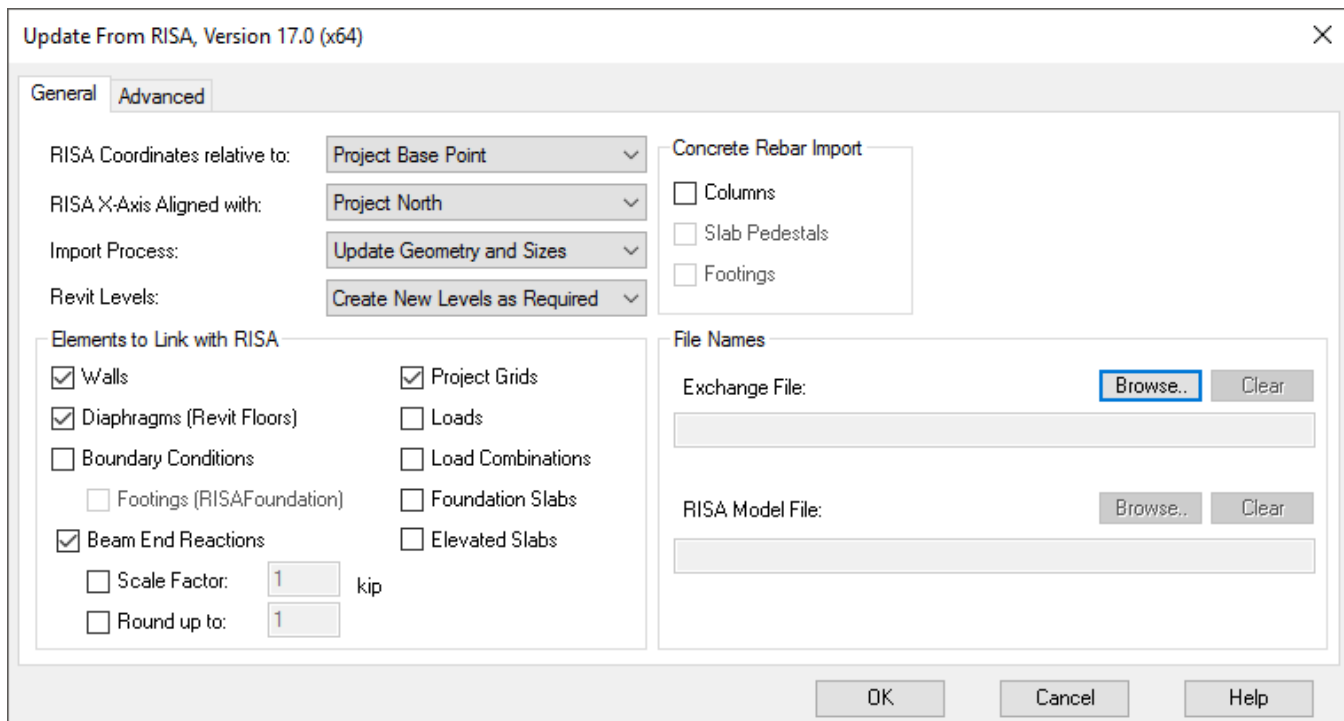 Update From RISA, Version 17.0 (x64)
General Advanced
RISA Coordinates relative to: Project Base Point
RISA X-Axis Aligned with: Project North
Import Process: Update Geometry and Sizes
Revit Levels: Create New Levels as Required
Concrete Rebar Import
Columns
Slab Pedestals
Footings
Elements to Link with RISA
Walls
Diaphragms (Revit Floors)
Boundary Conditions
Footings (RISAFoundation)
Beam End Reactions
Scale Factor: 1 kip
Round up to: 1
Project Grids
Loads
Load Combinations
Foundation Slabs
Elevated Slabs
File Names
Exchange File: Browse.. Clear
RISA Model File: Browse.. Clear
OK Cancel Help